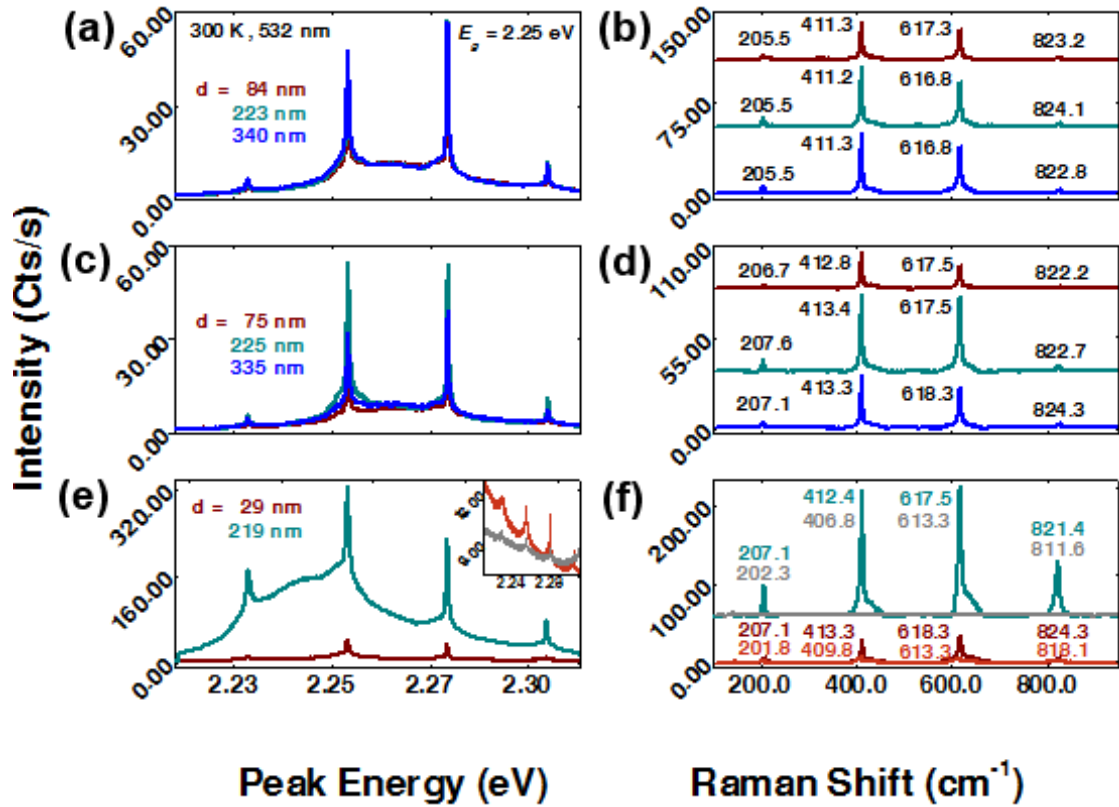 Intensity (Cts/s)
(a)
60.00
30.00
0.00
300 K, 532 nm
E_g = 2.25 eV
d = 84 nm
223 nm
340 nm
(b)
150.00
75.00
0.00
205.5 411.3 617.3 823.2
205.5 411.2 616.8 824.1
205.5 411.3 616.8 822.8
(c)
60.00
30.00
0.00
d = 75 nm
225 nm
335 nm
(d)
110.00
55.00
0.00
206.7 412.8 617.5 822.2
207.6 413.4 617.5 822.7
207.1 413.3 618.3 824.3
(e)
320.00
160.00
0.00
d = 29 nm
219 nm
2.24 2.26
2.23 2.25 2.27 2.30
(f)
200.00
100.00
0.00
207.1 412.4 617.5 821.4
202.3 406.8 613.3 811.6
207.1 413.3 618.3 824.3
201.8 409.8 613.3 818.1
200.0 400.0 600.0 800.0
Peak Energy (eV)
Raman Shift (cm⁻¹)